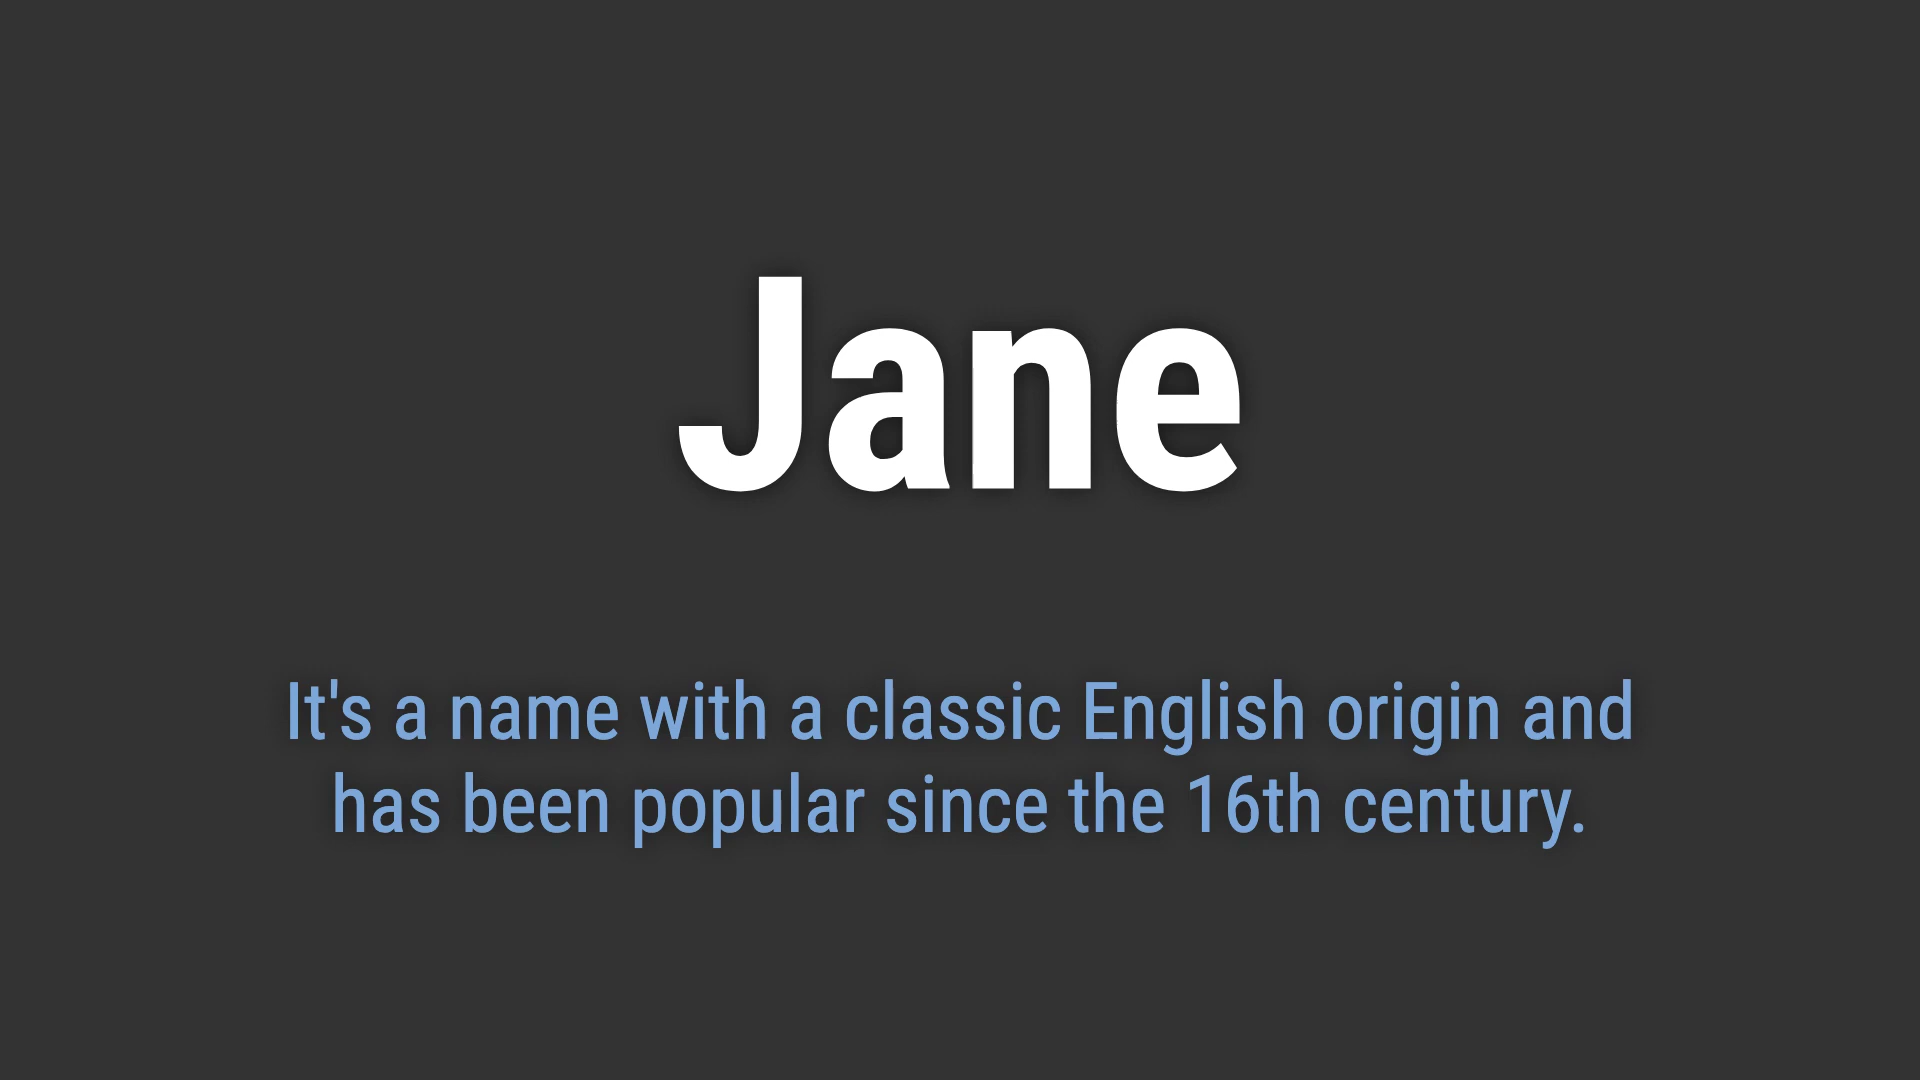 Jane
It's a name with a classic English origin and
has been popular since the 16th century.